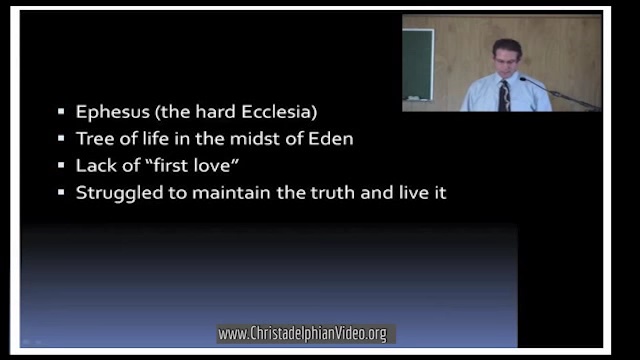 ▪ Ephesus (the hard Ecclesia)
▪ Tree of life in the midst of Eden
▪ Lack of “first love”
▪ Struggled to maintain the truth and live it
www.ChristadelphianVideo.org